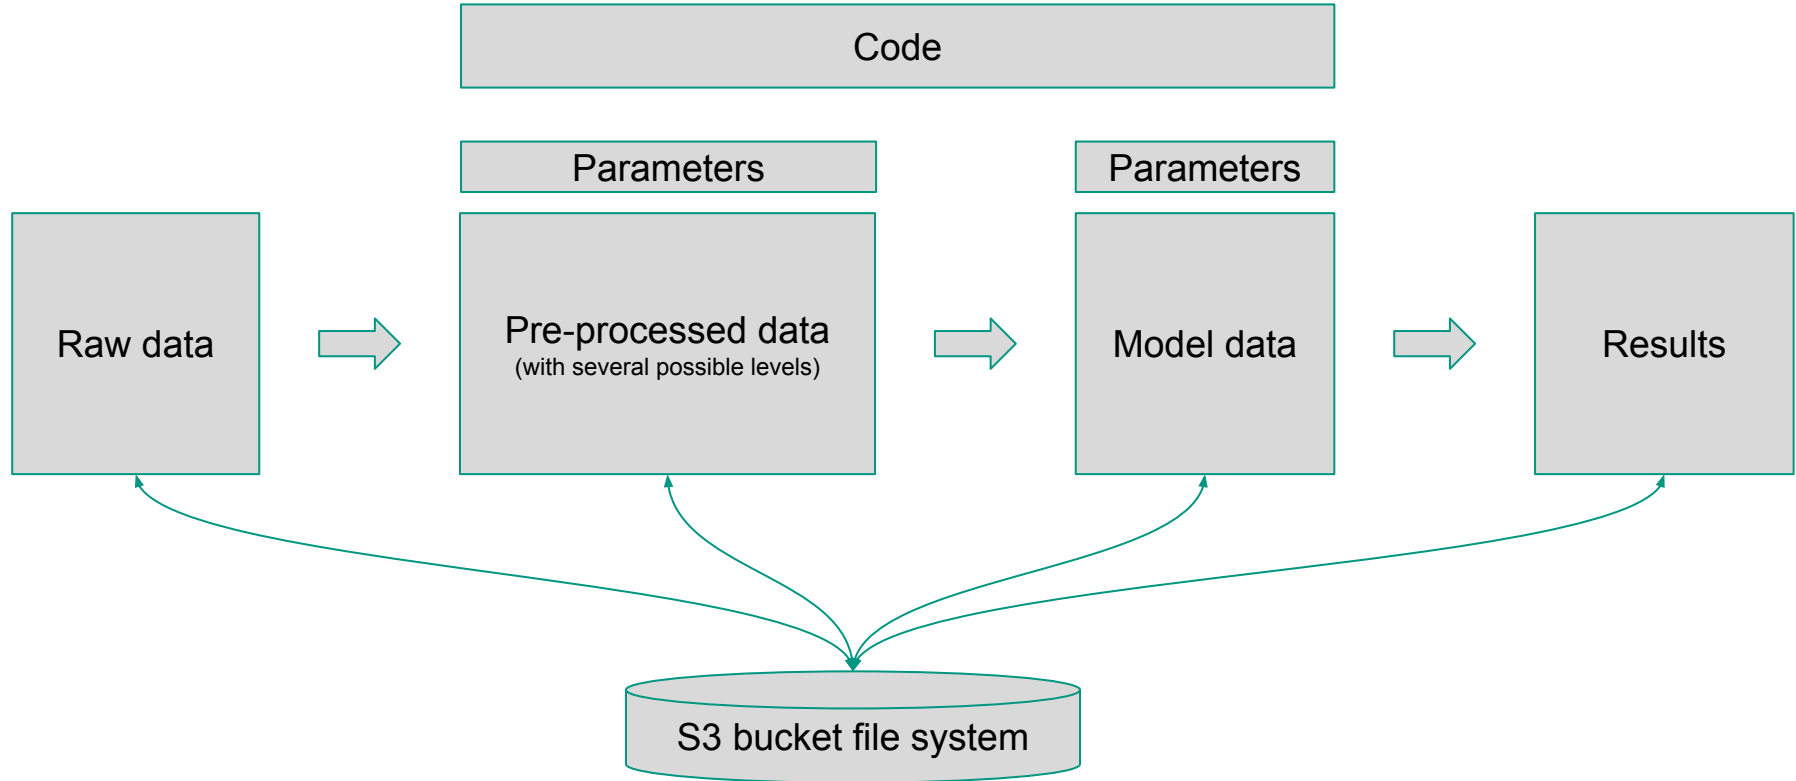 Code
Parameters
Parameters
Raw data
Pre-processed data
(with several possible levels)
Model data
Results
S3 bucket file system